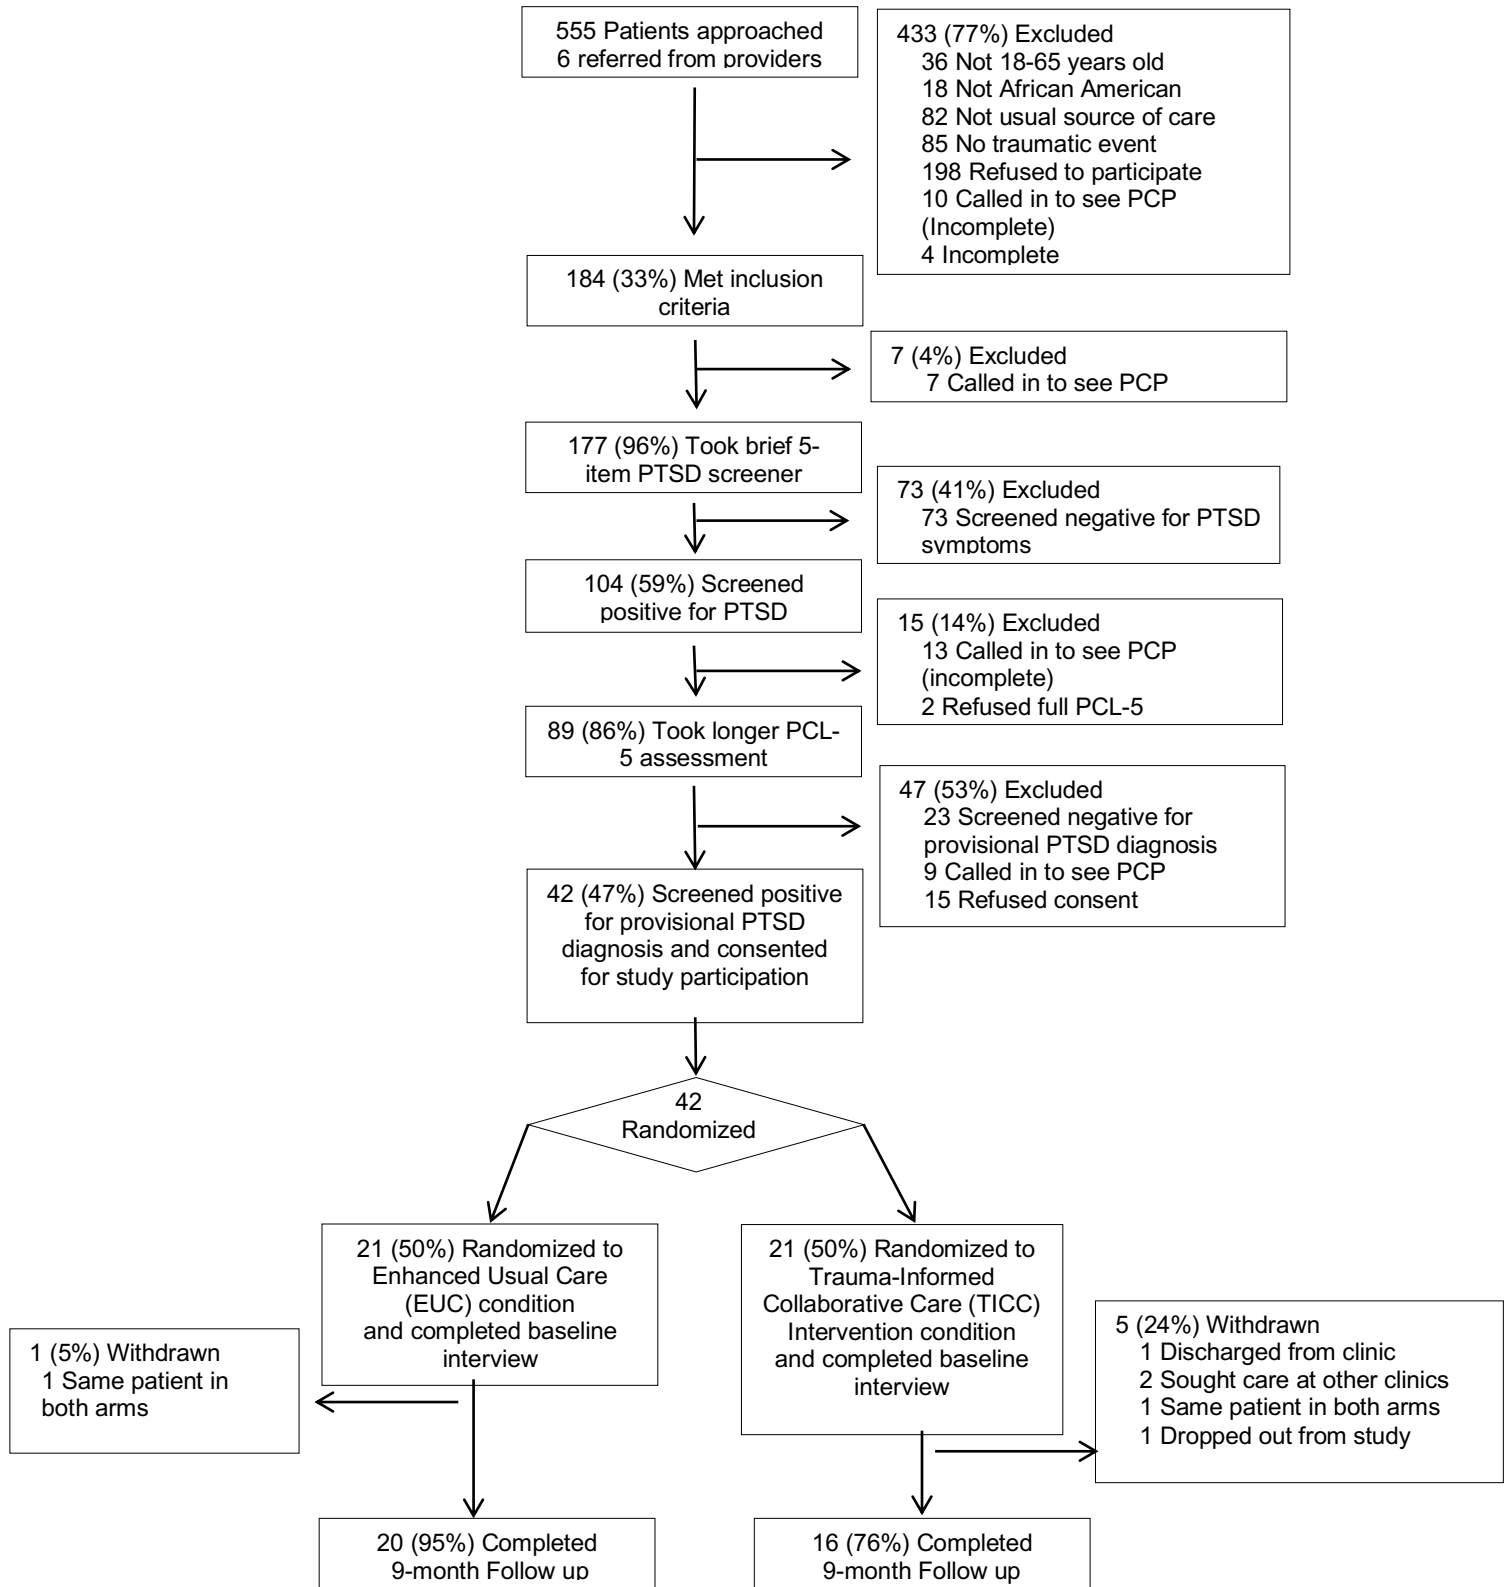 555 Patients approached
6 referred from providers
433 (77%) Excluded
36 Not 18-65 years old
18 Not African American
82 Not usual source of care
85 No traumatic event
198 Refused to participate
10 Called in to see PCP
(Incomplete)
4 Incomplete
184 (33%) Met inclusion
criteria
7 (4%) Excluded
7 Called in to see PCP
177 (96%) Took brief 5-
item PTSD screener
73 (41%) Excluded
73 Screened negative for PTSD
symptoms
104 (59%) Screened
positive for PTSD
15 (14%) Excluded
13 Called in to see PCP
(incomplete)
2 Refused full PCL-5
89 (86%) Took longer PCL-
5 assessment
47 (53%) Excluded
23 Screened negative for
provisional PTSD diagnosis
9 Called in to see PCP
15 Refused consent
42 (47%) Screened positive
for provisional PTSD
diagnosis and consented
for study participation
42
Randomized
21 (50%) Randomized to
Enhanced Usual Care
(EUC) condition
and completed baseline
interview
21 (50%) Randomized to
Trauma-Informed
Collaborative Care (TICC)
Intervention condition
and completed baseline
interview
1 (5%) Withdrawn
1 Same patient in
both arms
5 (24%) Withdrawn
1 Discharged from clinic
2 Sought care at other clinics
1 Same patient in both arms
1 Dropped out from study
20 (95%) Completed
9-month Follow up
16 (76%) Completed
9-month Follow up